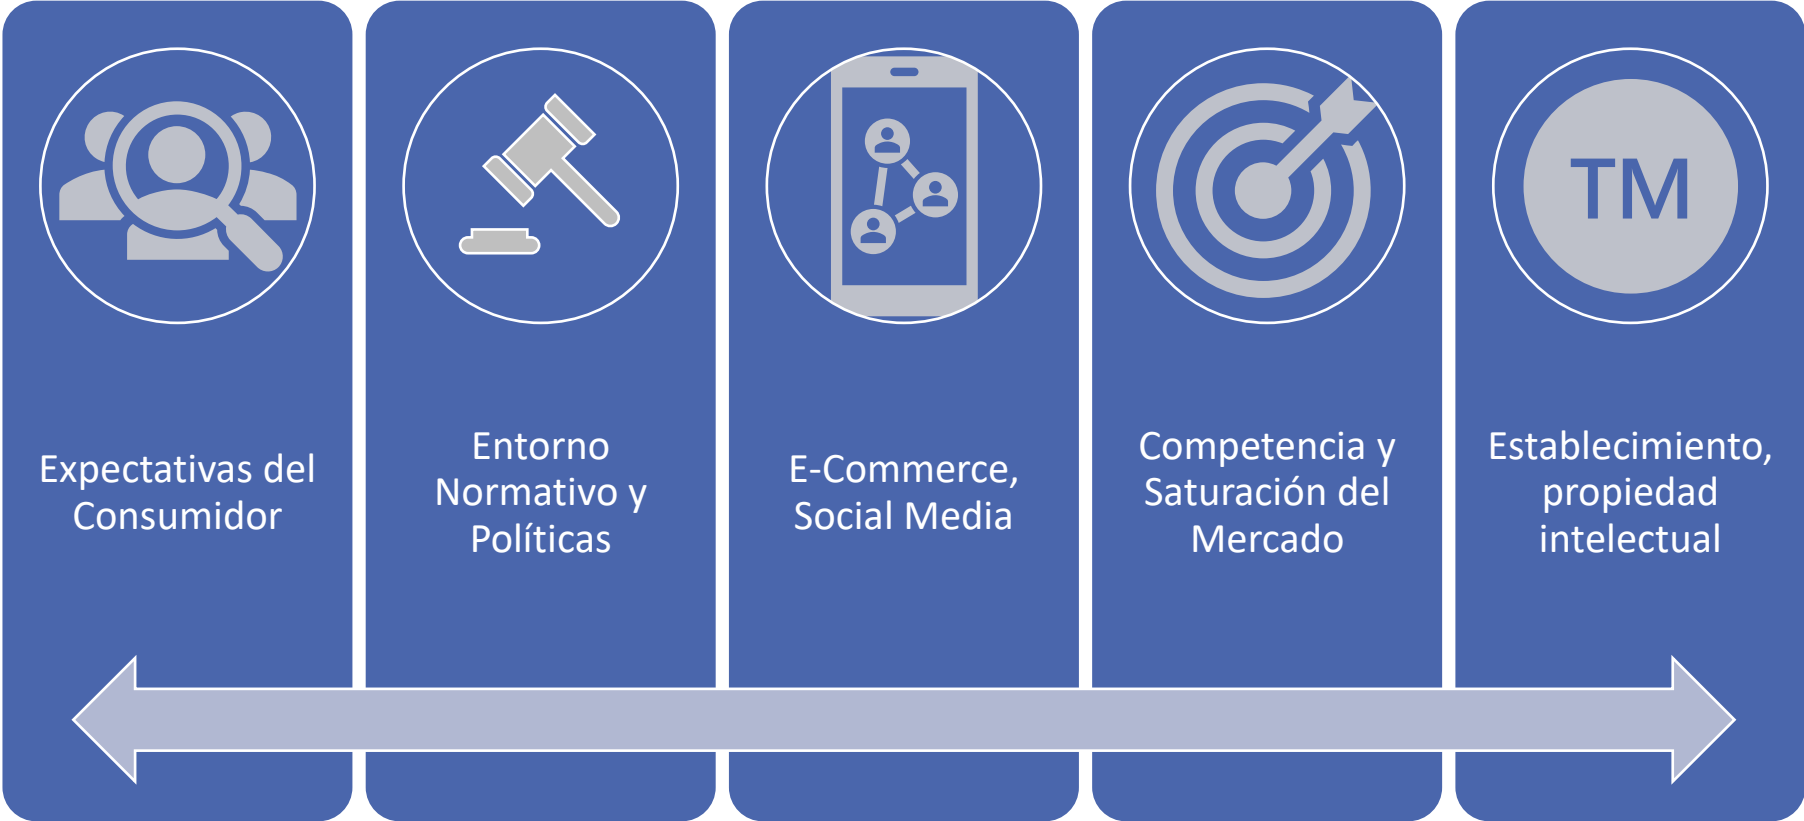 Expectativas del
Consumidor
Entorno
Normativo y
Políticas
E-Commerce,
Social Media
Competencia y
Saturación del
Mercado
TM
Establecimiento,
propiedad
intelectual